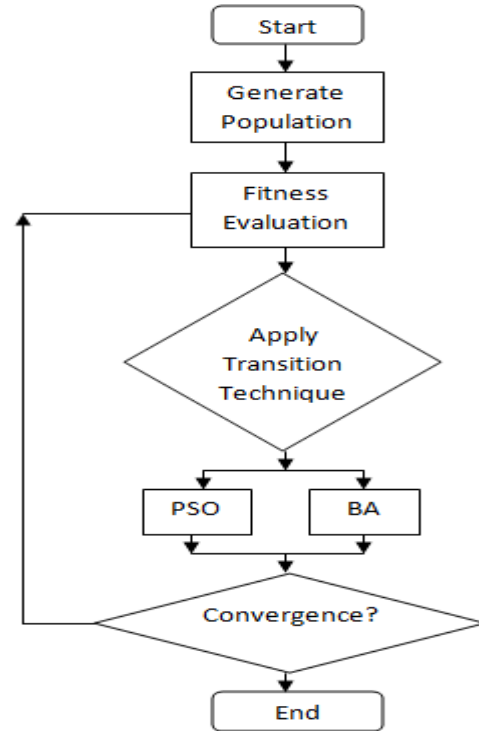 Start
Generate
Population
Fitness
Evaluation
Apply
Transition
Technique
PSO
BA
Convergence?
End